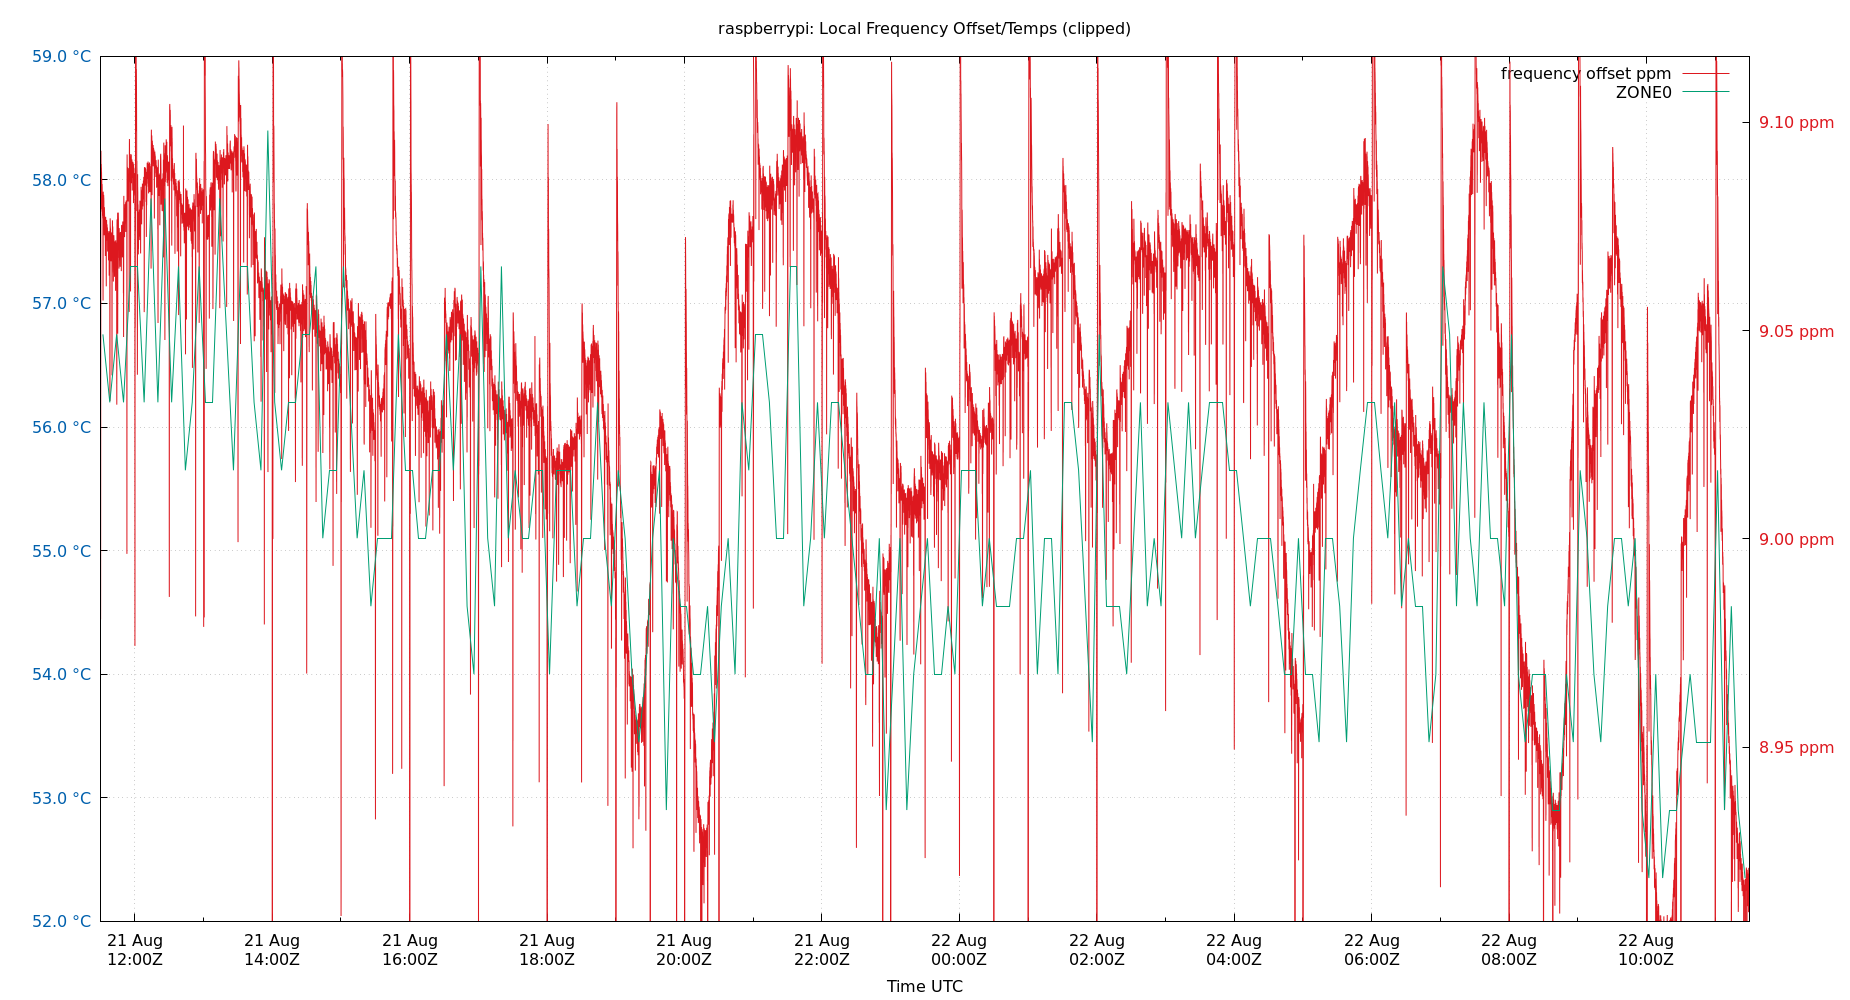 raspberrypi: Local Frequency Offset/Temps (clipped)
frequency offset ppm
ZONE0
59.0 °C
58.0 °C
57.0 °C
56.0 °C
55.0 °C
54.0 °C
53.0 °C
52.0 °C
9.10 ppm
9.05 ppm
9.00 ppm
8.95 ppm
21 Aug 21 Aug 21 Aug 21 Aug 21 Aug 21 Aug 22 Aug 22 Aug 22 Aug 22 Aug 22 Aug 22 Aug
12:00Z 14:00Z 16:00Z 18:00Z 20:00Z 22:00Z 00:00Z 02:00Z 04:00Z 06:00Z 08:00Z 10:00Z
Time UTC